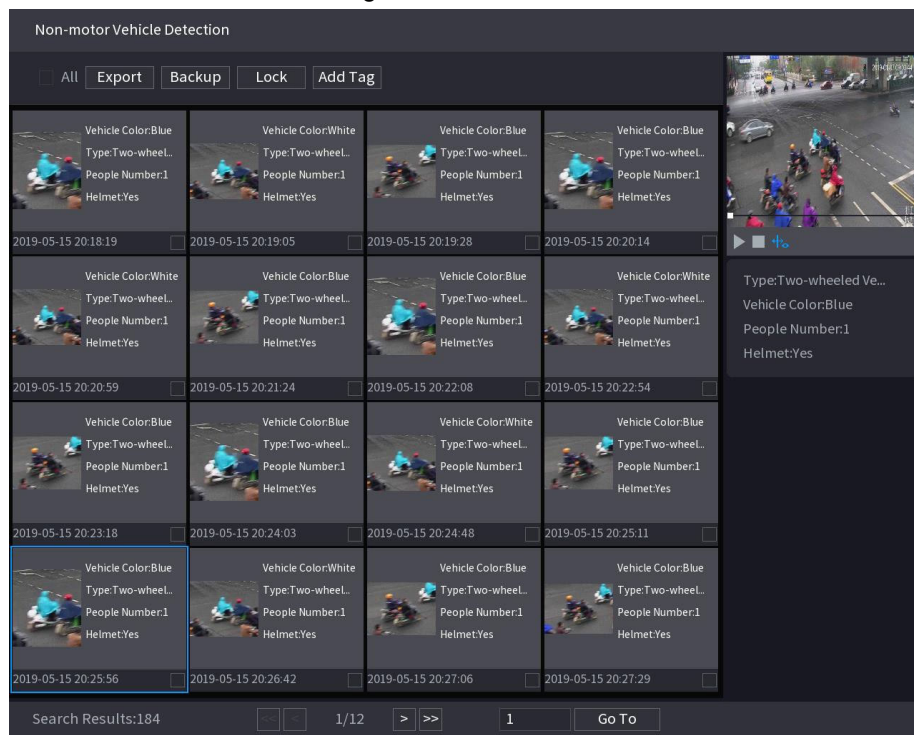 Non-motor Vehicle Detection
All Export Backup Lock Add Tag
Vehicle Color:Blue
Type:Two-wheel...
People Number:1
Helmet:Yes
2019-05-15 20:18:19
Vehicle Color:White
Type:Two-wheel...
People Number:1
Helmet:Yes
2019-05-15 20:19:05
Vehicle Color:Blue
Type:Two-wheel...
People Number:1
Helmet:Yes
2019-05-15 20:19:28
Vehicle Color:Blue
Type:Two-wheel...
People Number:1
Helmet:Yes
2019-05-15 20:20:14
Vehicle Color:White
Type:Two-wheel...
People Number:1
Helmet:Yes
2019-05-15 20:20:59
Vehicle Color:Blue
Type:Two-wheel...
People Number:1
Helmet:Yes
2019-05-15 20:21:24
Vehicle Color:Blue
Type:Two-wheel...
People Number:1
Helmet:Yes
2019-05-15 20:22:08
Vehicle Color:White
Type:Two-wheel...
People Number:1
Helmet:Yes
2019-05-15 20:22:54
Vehicle Color:Blue
Type:Two-wheel...
People Number:1
Helmet:Yes
2019-05-15 20:23:18
Vehicle Color:Blue
Type:Two-wheel...
People Number:1
Helmet:Yes
2019-05-15 20:24:03
Vehicle Color:White
Type:Two-wheel...
People Number:1
Helmet:Yes
2019-05-15 20:24:48
Vehicle Color:Blue
Type:Two-wheel...
People Number:1
Helmet:Yes
2019-05-15 20:25:11
Vehicle Color:Blue
Type:Two-wheel...
People Number:1
Helmet:Yes
2019-05-15 20:25:56
Vehicle Color:White
Type:Two-wheel...
People Number:1
Helmet:Yes
2019-05-15 20:26:42
Vehicle Color:Blue
Type:Two-wheel...
People Number:1
Helmet:Yes
2019-05-15 20:27:06
Vehicle Color:Blue
Type:Two-wheel...
People Number:1
Helmet:Yes
2019-05-15 20:27:29
Type:Two-wheeled Ve...
Vehicle Color:Blue
People Number:1
Helmet:Yes
Search Results:184 << < 1/12 > >> 1 Go To